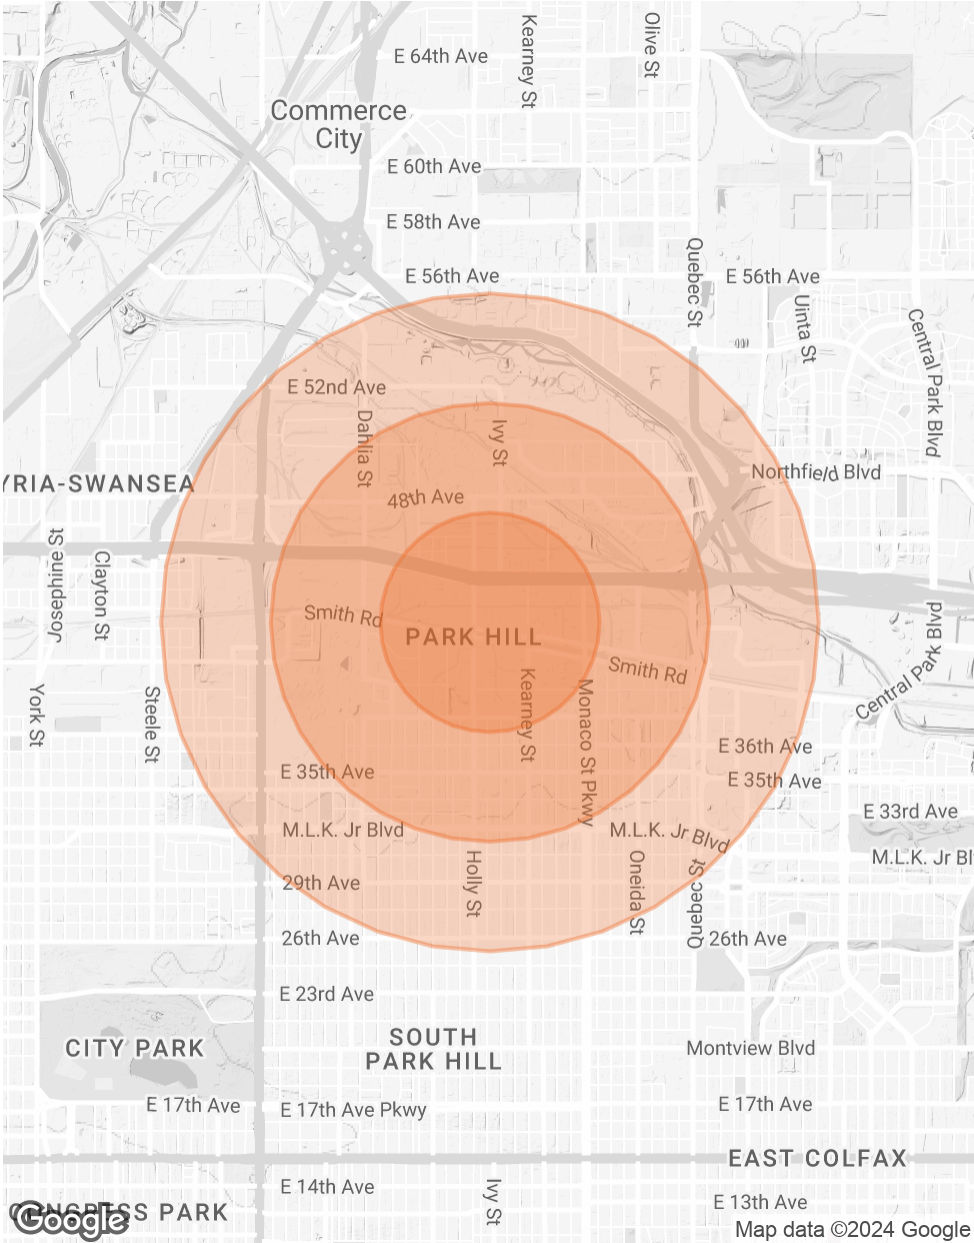 Kearney St
Olive St
E 64th Ave
Commerce
City
E 60th Ave
E 58th Ave
Quebec St
E 56th Ave
E 56th Ave
Uinta St
Central Park Blvd
E 52nd Ave
Dahlia St
Ivy St
Northfield Blvd
YRIA-SWANSEA
48th Ave
Josephine St
Clayton St
Smith Rd
PARK HILL
Central Park Blvd
Smith Rd
York St
Steele St
Kearney St
Monaco St Pkwy
E 36th Ave
E 35th Ave
E 35th Ave
E 33rd Ave
M.L.K. Jr Blvd
M.L.K. Jr Blvd
M.L.K. Jr Bl
Holly St
Oneida St
Quebec St
29th Ave
26th Ave
26th Ave
E 23rd Ave
CITY PARK
SOUTH
PARK HILL
Montview Blvd
E 17th Ave
E 17th Ave Pkwy
E 17th Ave
EAST COLFAX
E 14th Ave
Ivy St
E 13th Ave
PARK
Google
Map data ©2024 Google